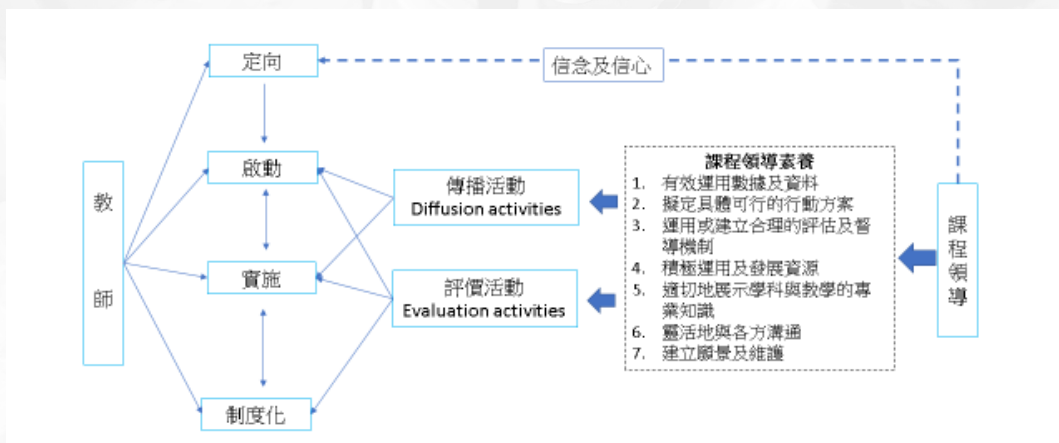 定向
信念及信心
啟動
傳播活動
Diffusion activities
教
師
實施
評價活動
Evaluation activities
制度化
課程領導素養
1. 有效運用數據及資料
2. 擬定具體可行的行動方案
3. 運用或建立合理的評估及督
導機制
4. 積極運用及發展資源
5. 適切地展示學科與教學的專
業知識
6. 靈活地與各方溝通
7. 建立願景及維護
課
程
領
導